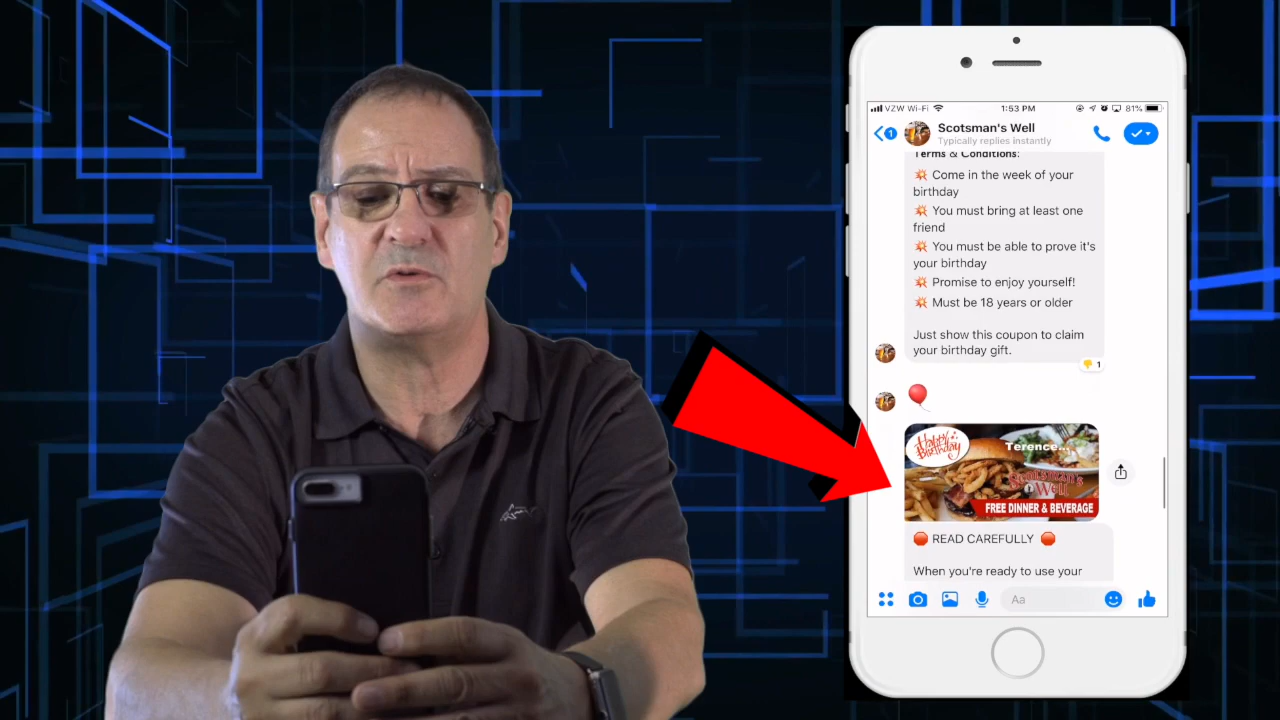 VZW Wi-Fi
1:53 PM
81%
1
Scotsman's Well
Typically replies instantly
Terms & Conditions:
💥 Come in the week of your
birthday
💥 You must bring at least one
friend
💥 You must be able to prove it's
your birthday
💥 Promise to enjoy yourself!
💥 Must be 18 years or older
Just show this coupon to claim
your birthday gift.
1
Happy
Birthday
Terence...
Scotsman's
Well
FREE DINNER & BEVERAGE
🛑 READ CAREFULLY 🛑
When you're ready to use your
Aa